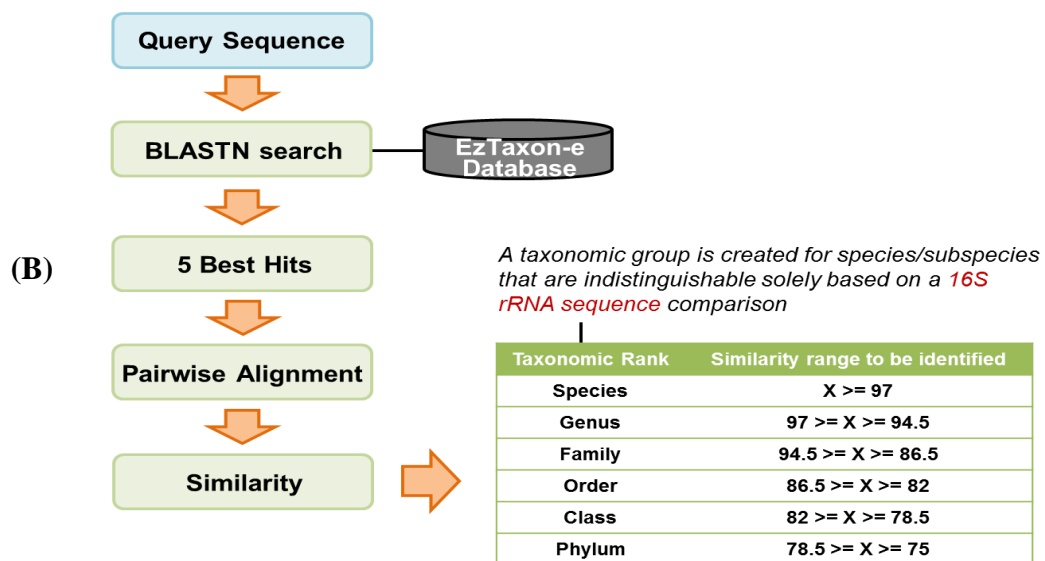 Query Sequence
BLASTN search
EzTaxon-e
Database
5 Best Hits
(B)
Pairwise Alignment
Similarity
A taxonomic group is created for species/subspecies
that are indistinguishable solely based on a 16S
rRNA sequence comparison
Taxonomic Rank Similarity range to be identified
Species X >= 97
Genus 97 >= X >= 94.5
Family 94.5 >= X >= 86.5
Order 86.5 >= X >= 82
Class 82 >= X >= 78.5
Phylum 78.5 >= X >= 75